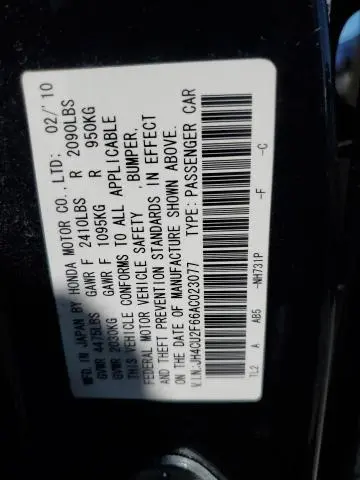 MFD. IN JAPAN BY HONDA MOTOR CO.,LTD: 02/'10
GVWR 4475LBS GAWR F 2410LBS R 2090LBS
GVWR 2030KG GAWR F 1095KG R 950KG
THIS VEHICLE CONFORMS TO ALL APPLICABLE
FEDERAL MOTOR VEHICLE SAFETY, BUMPER,
AND THEFT PREVENTION STANDARDS IN EFFECT
ON THE DATE OF MANUFACTURE SHOWN ABOVE.
V.I.N.:JH4CU2F66AC023077 TYPE: PASSENGER CAR
TL2 A AB5 -NH731P -F -C